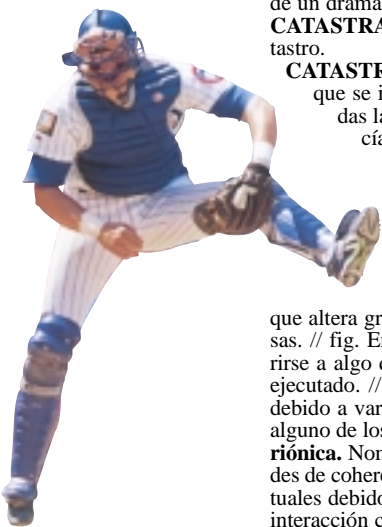 de un drama
CATASTRA
tastro.
CATASTR
que se i
das la
cía
que altera gr
sas. // fig. E
rirse a algo
ejecutado. //
debido a var
alguno de los
riónica. Non
des de cohere
tuales debido
interacción c